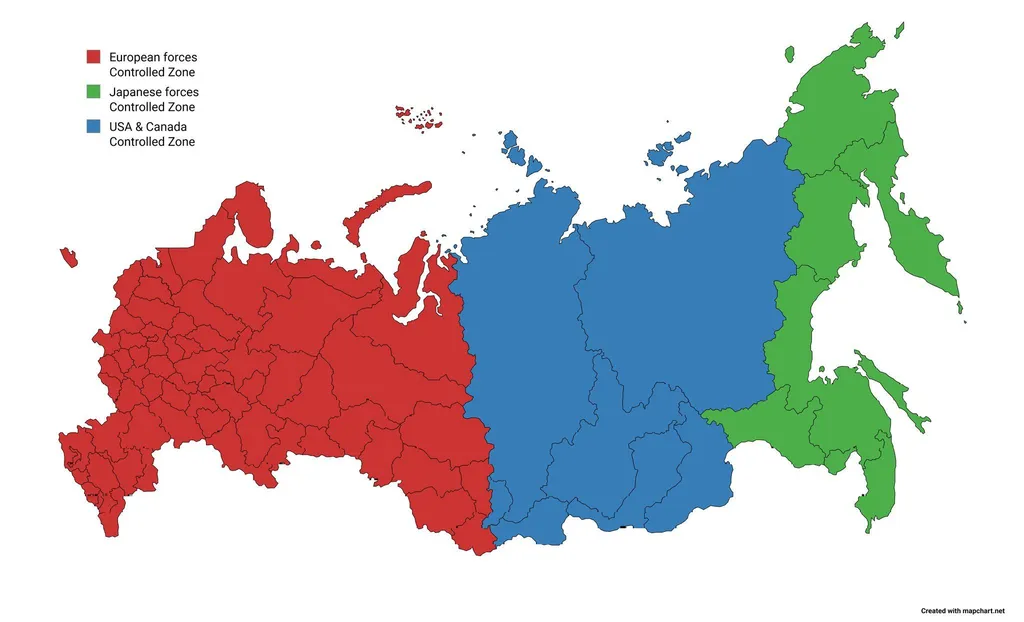 European forces
Controlled Zone
Japanese forces
Controlled Zone
USA & Canada
Controlled Zone
Created with mapchart.net